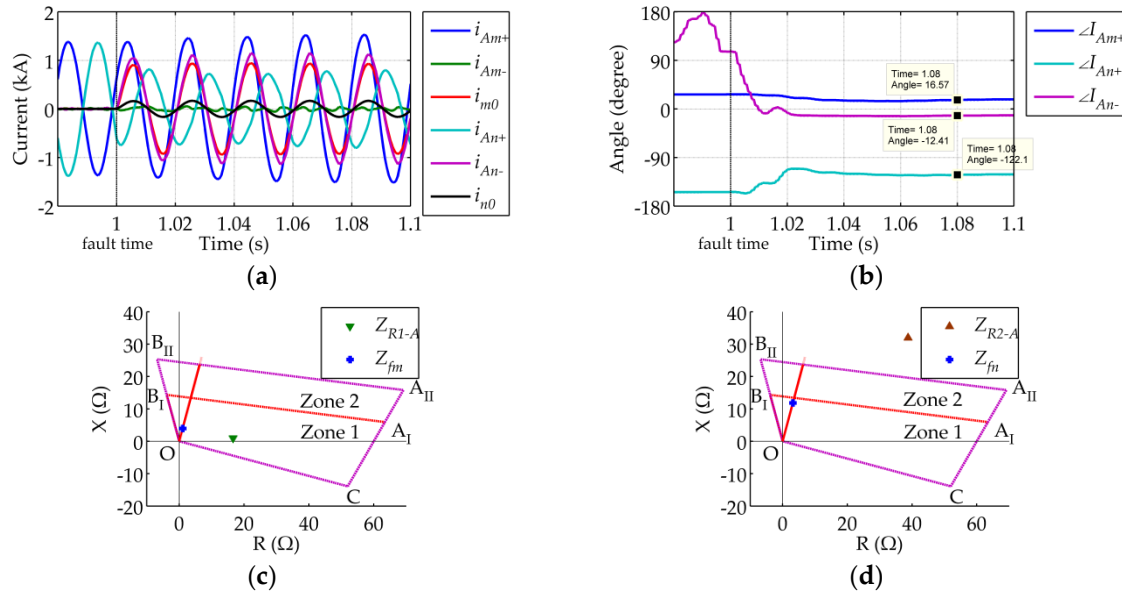 2
1
0
-1
-2
Current (kA)
1
1.02
1.04
1.06
1.08
1.1
fault time
Time (s)
i_Am+
i_Am-
i_m0
i_An+
i_An-
i_n0
(a)
180
90
0
-90
-180
Angle (degree)
1
1.02
1.04
1.06
1.08
1.1
fault time
Time (s)
Time= 1.08
Angle= 16.57
Time= 1.08
Angle= -12.41
Time= 1.08
Angle= -122.1
∠I_Am+
∠I_An+
∠I_An-
(b)
40
30
20
10
0
-10
-20
X (Ω)
0
20
40
60
R (Ω)
B_II
B_I
O
Zone 2
Zone 1
A_II
A_I
C
Z_R1-A
Z_fm
(c)
40
30
20
10
0
-10
-20
X (Ω)
0
20
40
60
R (Ω)
B_II
B_I
O
Zone 2
Zone 1
A_II
A_I
C
Z_R2-A
Z_fn
(d)